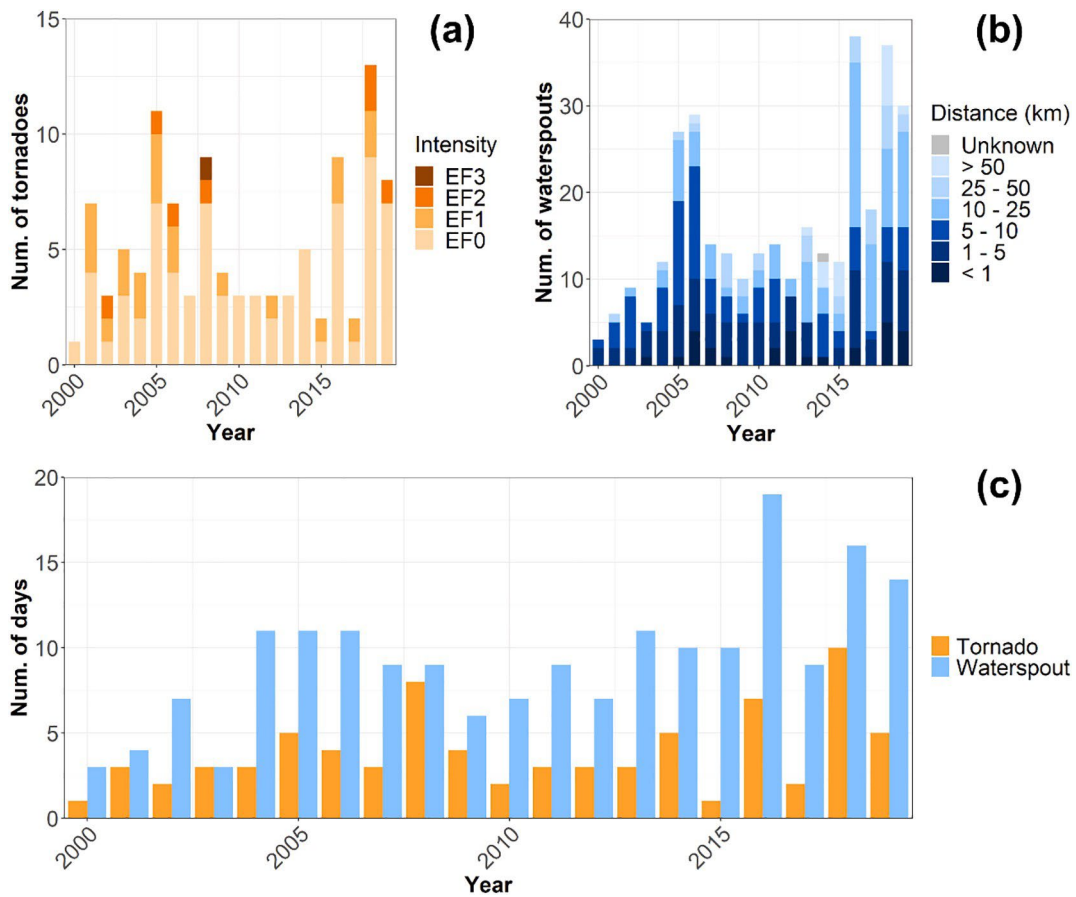 (a)
Num. of tornadoes
15
10
5
0
2000
2005
2010
2015
Year
Intensity
EF3
EF2
EF1
EF0
(b)
Num. of waterspouts
40
30
20
10
0
2000
2005
2010
2015
Year
Distance (km)
Unknown
> 50
25 - 50
10 - 25
5 - 10
1 - 5
< 1
(c)
Num. of days
20
15
10
5
0
2000
2005
2010
2015
Year
Tornado
Waterspout